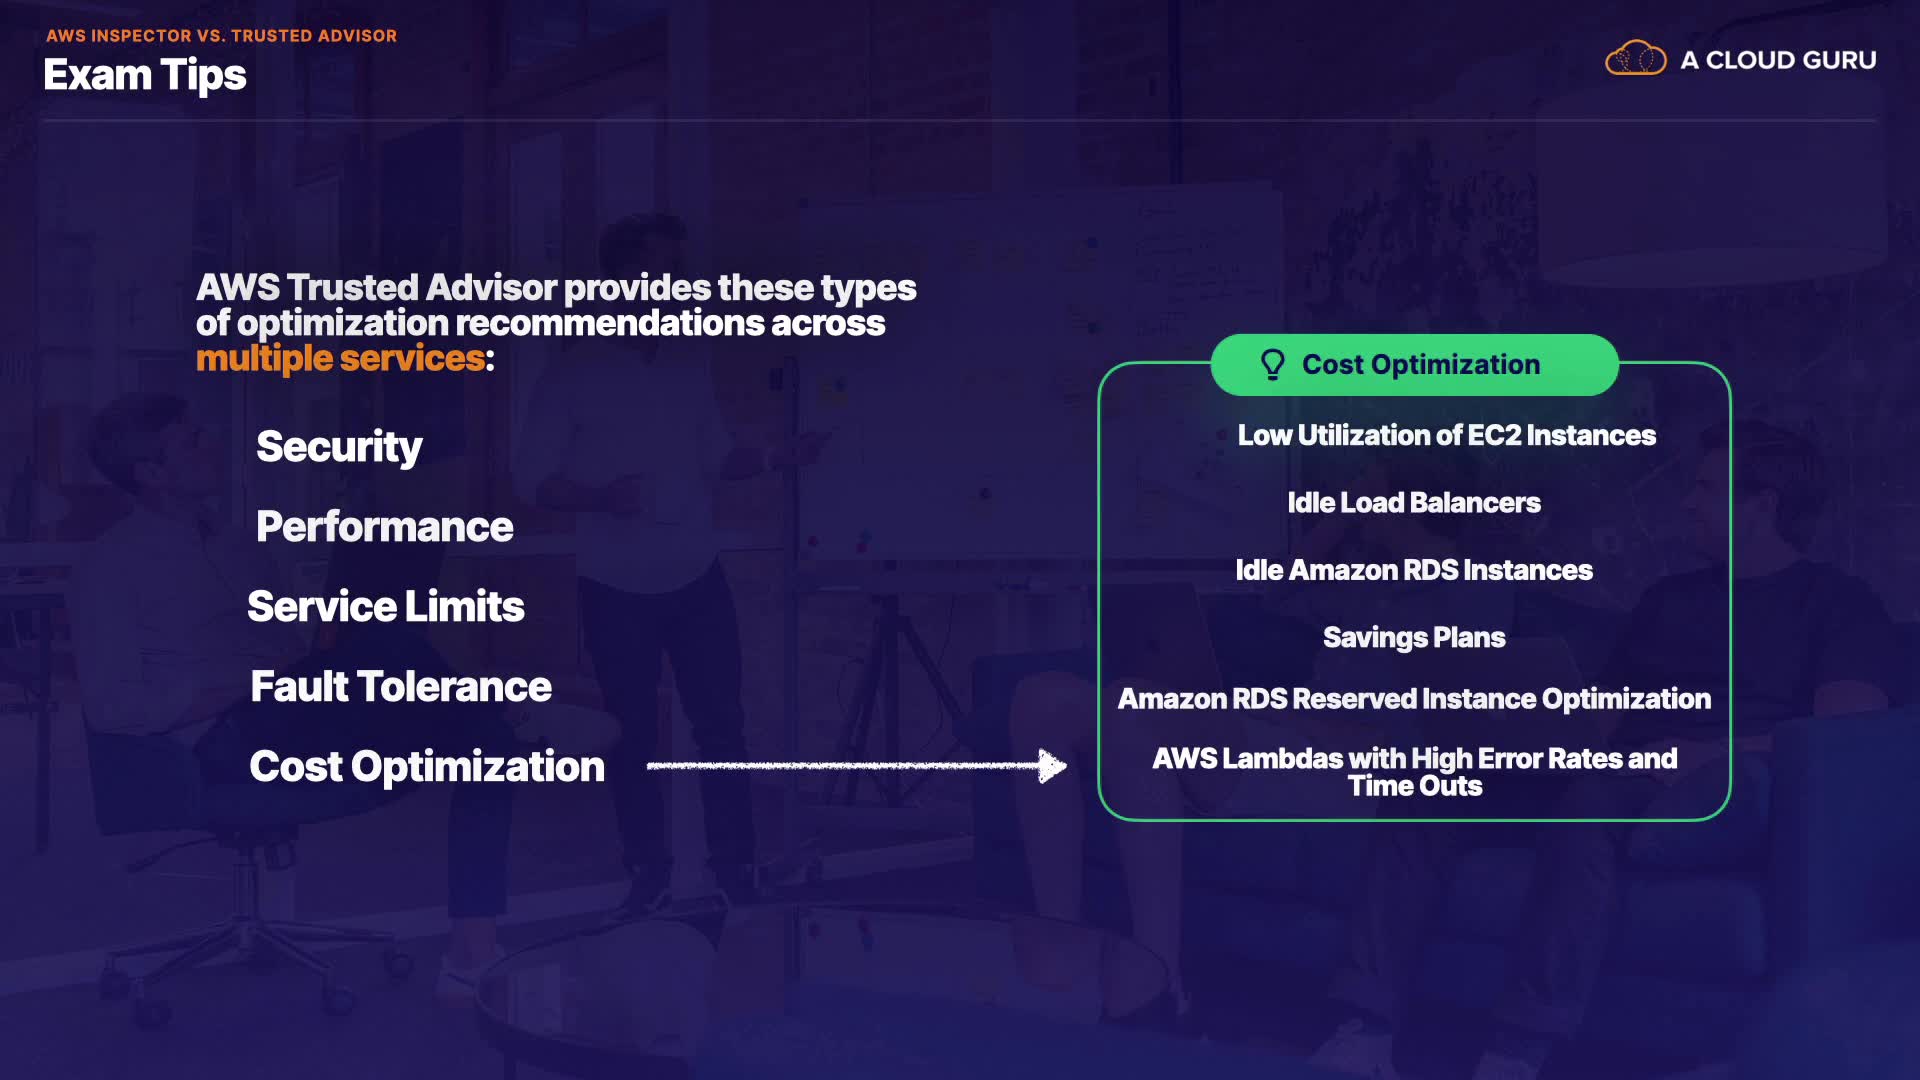 AWS INSPECTOR VS. TRUSTED ADVISOR
Exam Tips
A CLOUD GURU
AWS Trusted Advisor provides these types
of optimization recommendations across
multiple services:
Security
Performance
Service Limits
Fault Tolerance
Cost Optimization
Cost Optimization
Low Utilization of EC2 Instances
Idle Load Balancers
Idle Amazon RDS Instances
Savings Plans
Amazon RDS Reserved Instance Optimization
AWS Lambdas with High Error Rates and
Time Outs